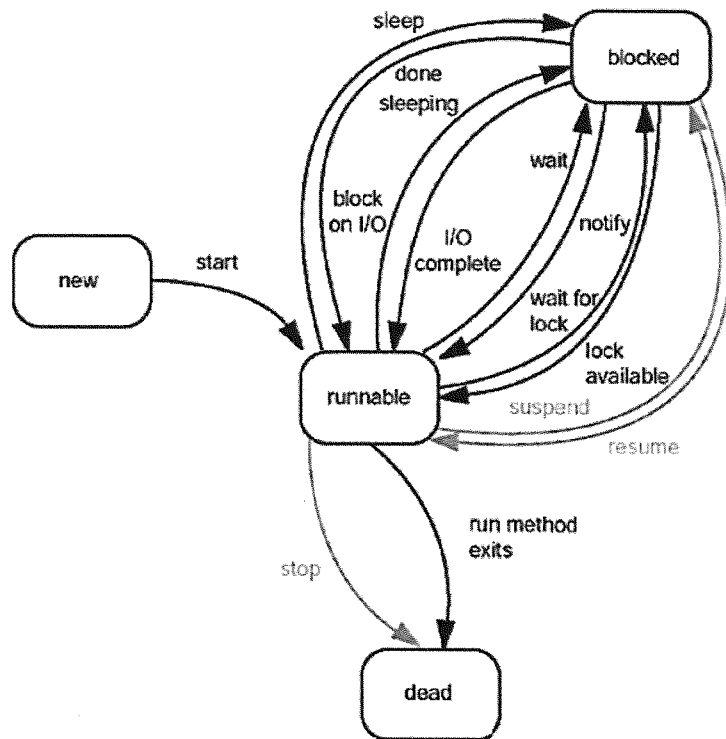 sleep
blocked
done
sleeping
wait
block
on I/O
I/O
complete
notify
start
new
wait for
lock
lock
available
runnable
suspend
resume
run method
exits
stop
dead